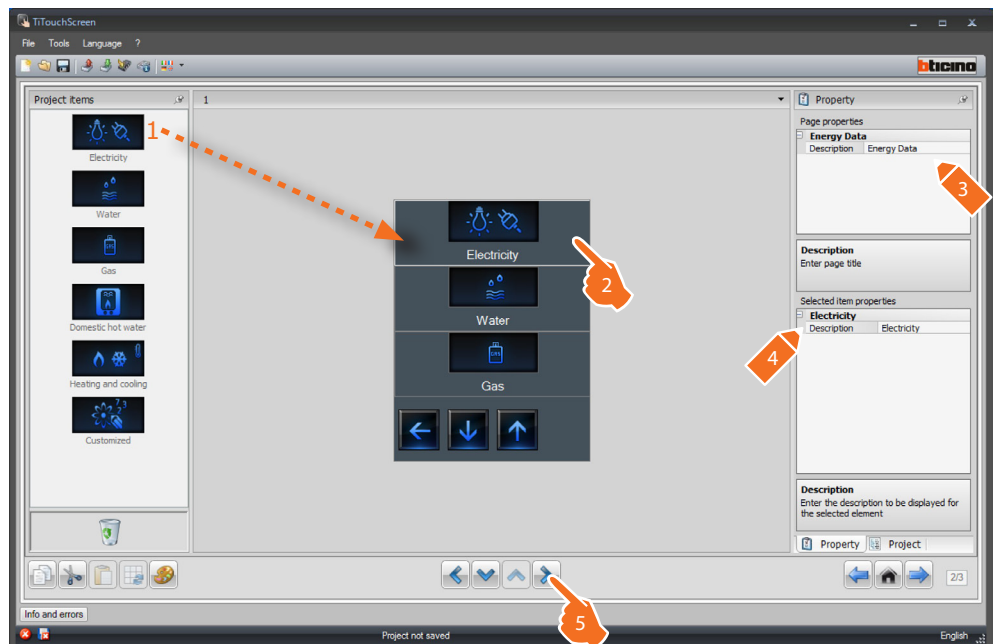 TiTouchScreen
File Tools Language ?
bticino
Project items
1
Property
1
Electricity
Water
Gas
Domestic hot water
Heating and cooling
Customized
Electricity
Water
GAS
Gas
2
Page properties
Energy Data
Description Energy Data
3
Description
Enter page title
Selected item properties
Electricity
Description Electricity
4
Description
Enter the description to be displayed for
the selected element
Property Project
5
2/3
Info and errors
Project not saved
English